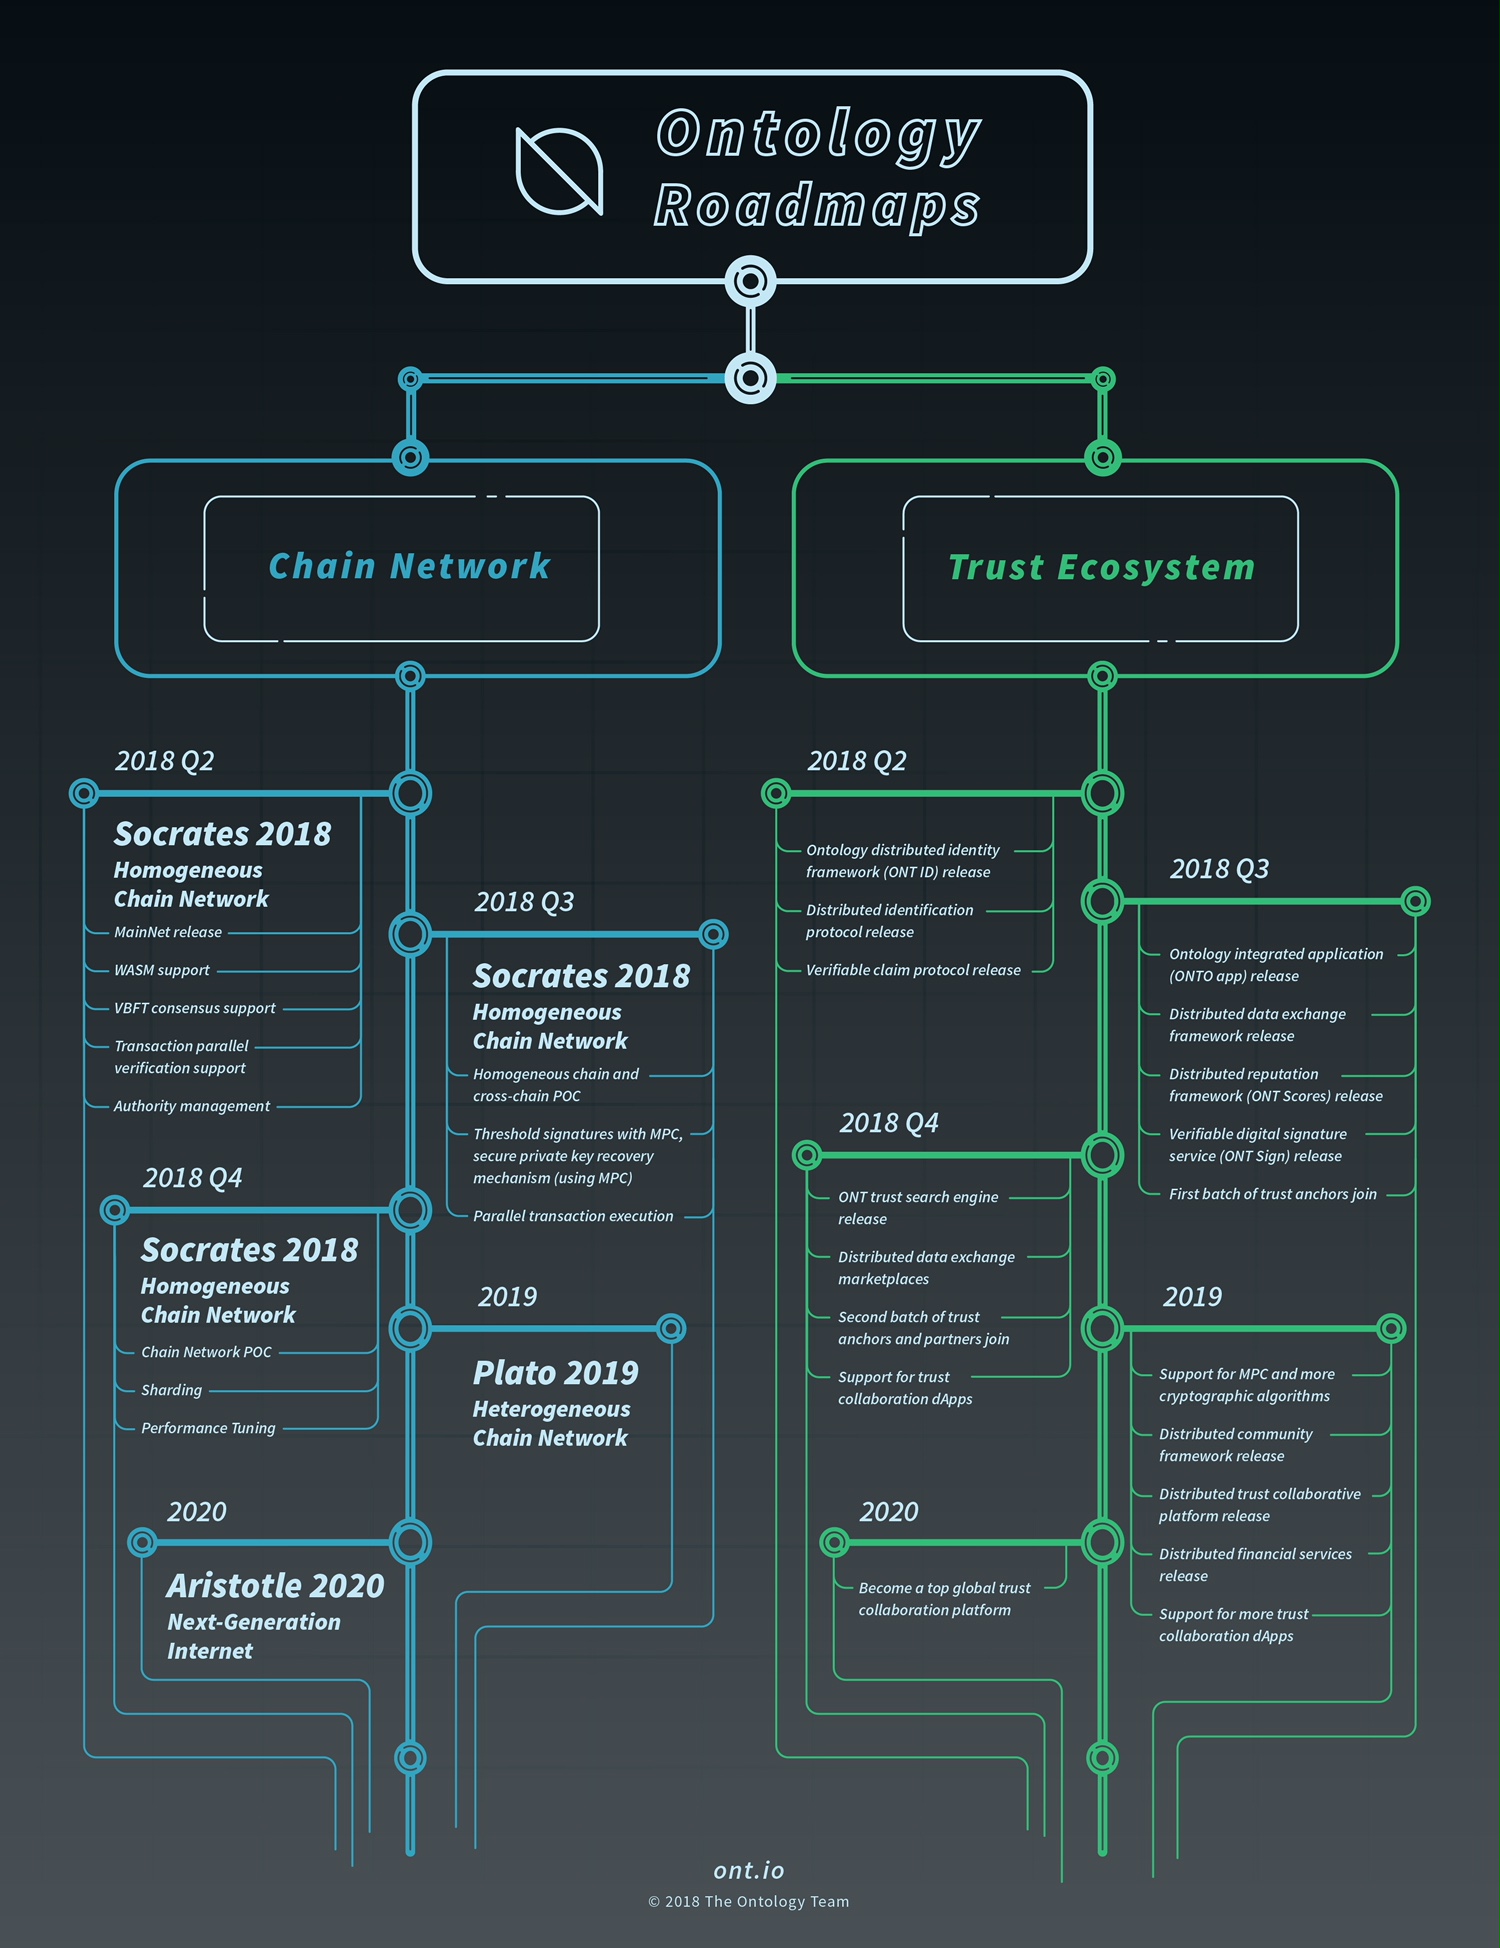 Ontology
Roadmaps
Chain Network
2018 Q2
Socrates 2018
Homogeneous
Chain Network
MainNet release
WASM support
VBFT consensus support
Transaction parallel
verification support
Authority management
2018 Q3
Socrates 2018
Homogeneous
Chain Network
Homogeneous chain and
cross-chain POC
Threshold signatures with MPC,
secure private key recovery
mechanism (using MPC)
Parallel transaction execution
2018 Q4
Socrates 2018
Homogeneous
Chain Network
Chain Network POC
Sharding
Performance Tuning
2019
Plato 2019
Heterogeneous
Chain Network
2020
Aristotle 2020
Next-Generation
Internet
Trust Ecosystem
2018 Q2
Ontology distributed identity
framework (ONT ID) release
Distributed identification
protocol release
Verifiable claim protocol release
2018 Q3
Ontology integrated application
(ONTO app) release
Distributed data exchange
framework release
Distributed reputation
framework (ONT Scores) release
Verifiable digital signature
service (ONT Sign) release
First batch of trust anchors join
2018 Q4
ONT trust search engine
release
Distributed data exchange
marketplaces
Second batch of trust
anchors and partners join
Support for trust
collaboration dApps
2019
Support for MPC and more
cryptographic algorithms
Distributed community
framework release
Distributed trust collaborative
platform release
Distributed financial services
release
Support for more trust
collaboration dApps
2020
Become a top global trust
collaboration platform
ont.io
© 2018 The Ontology Team